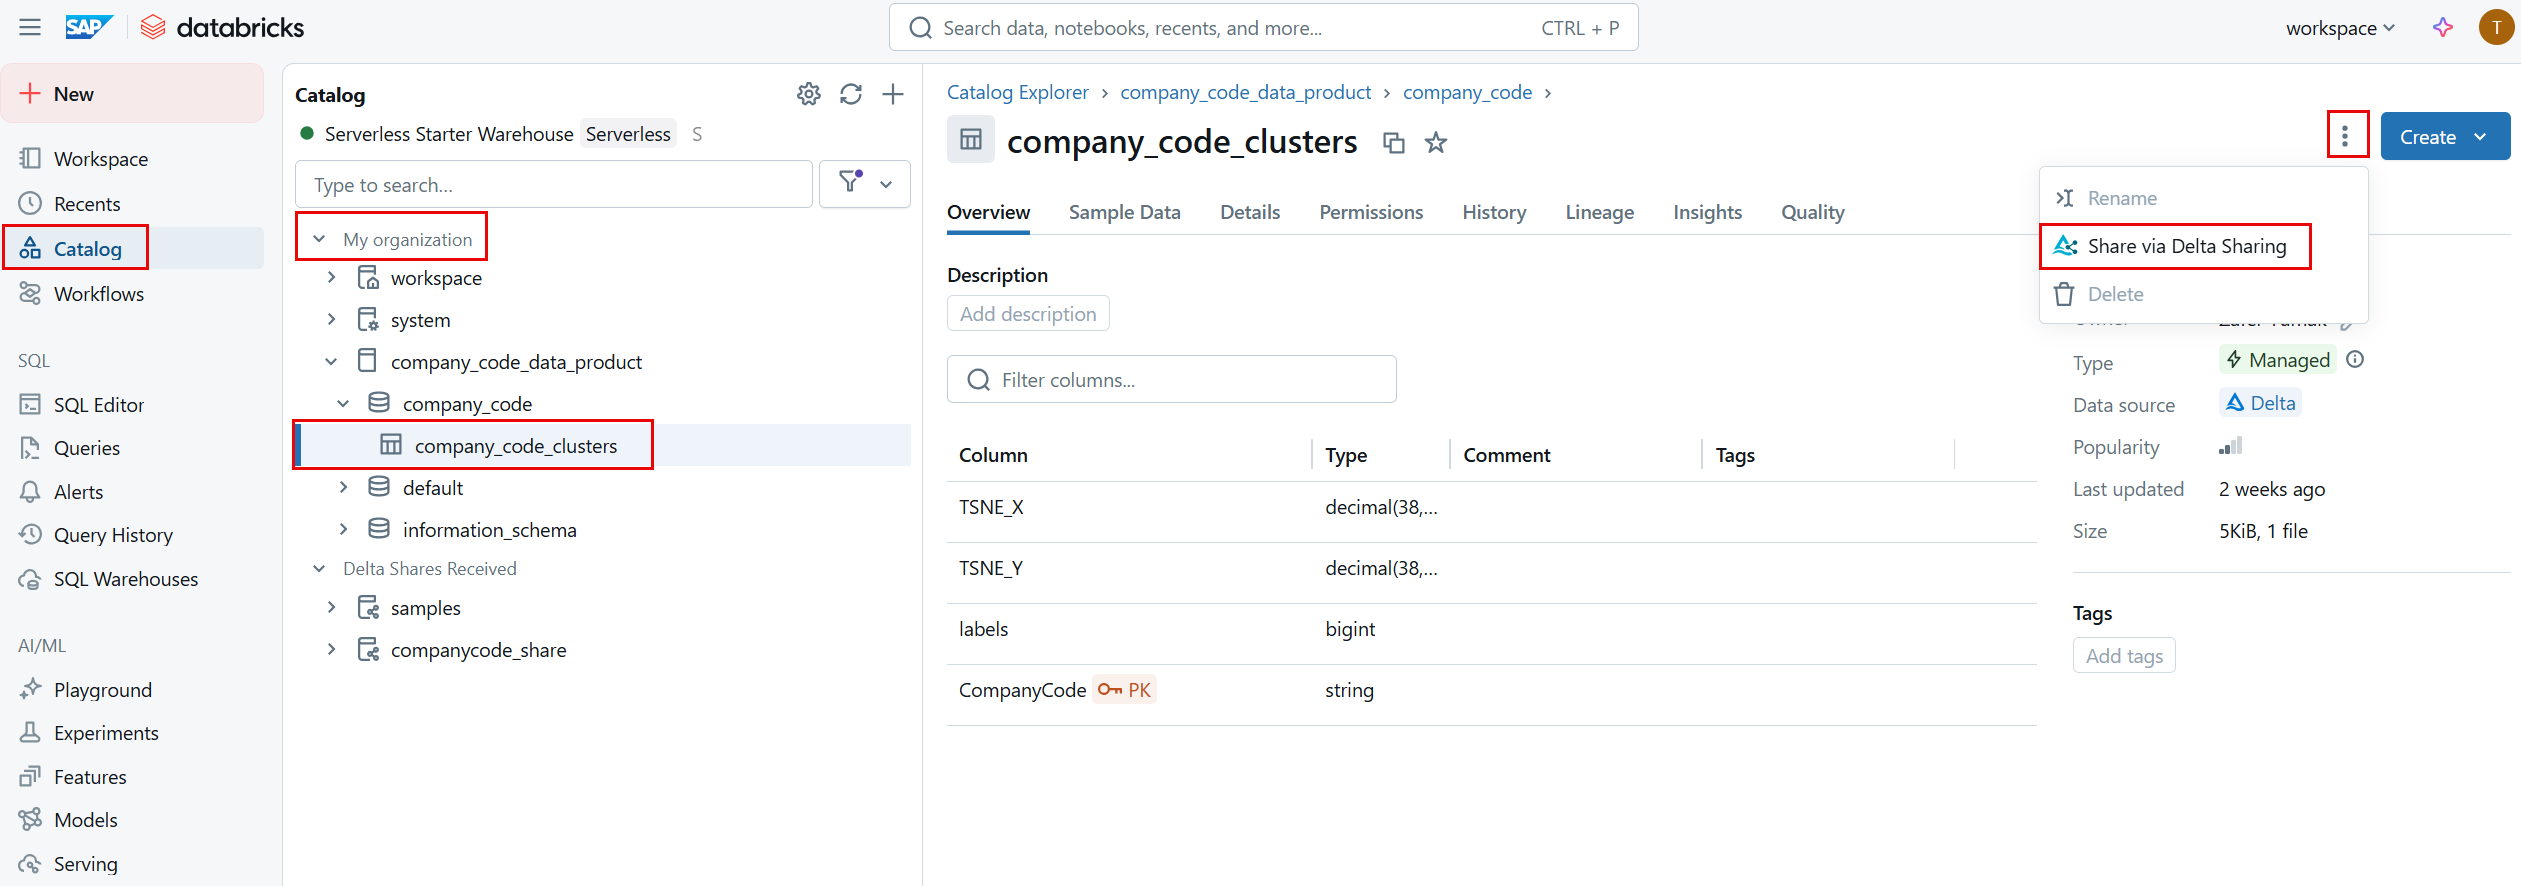 SAP databricks
Search data, notebooks, recents, and more...
CTRL + P
workspace
T
New
Workspace
Recents
Catalog
Workflows
SQL
SQL Editor
Queries
Alerts
Query History
SQL Warehouses
AI/ML
Playground
Experiments
Features
Models
Serving
Catalog
Serverless Starter Warehouse Serverless S
Type to search...
My organization
workspace
system
company_code_data_product
company_code
company_code_clusters
default
information_schema
Delta Shares Received
samples
companycode_share
Catalog Explorer > company_code_data_product > company_code >
company_code_clusters
Create
Rename
Share via Delta Sharing
Delete
Overview Sample Data Details Permissions History Lineage Insights Quality
Description
Add description
Filter columns...
Column Type Comment Tags
TSNE_X decimal(38,...
TSNE_Y decimal(38,...
labels bigint
CompanyCode PK string
Type Managed
Data source Delta
Popularity
Last updated 2 weeks ago
Size 5KiB, 1 file
Tags
Add tags